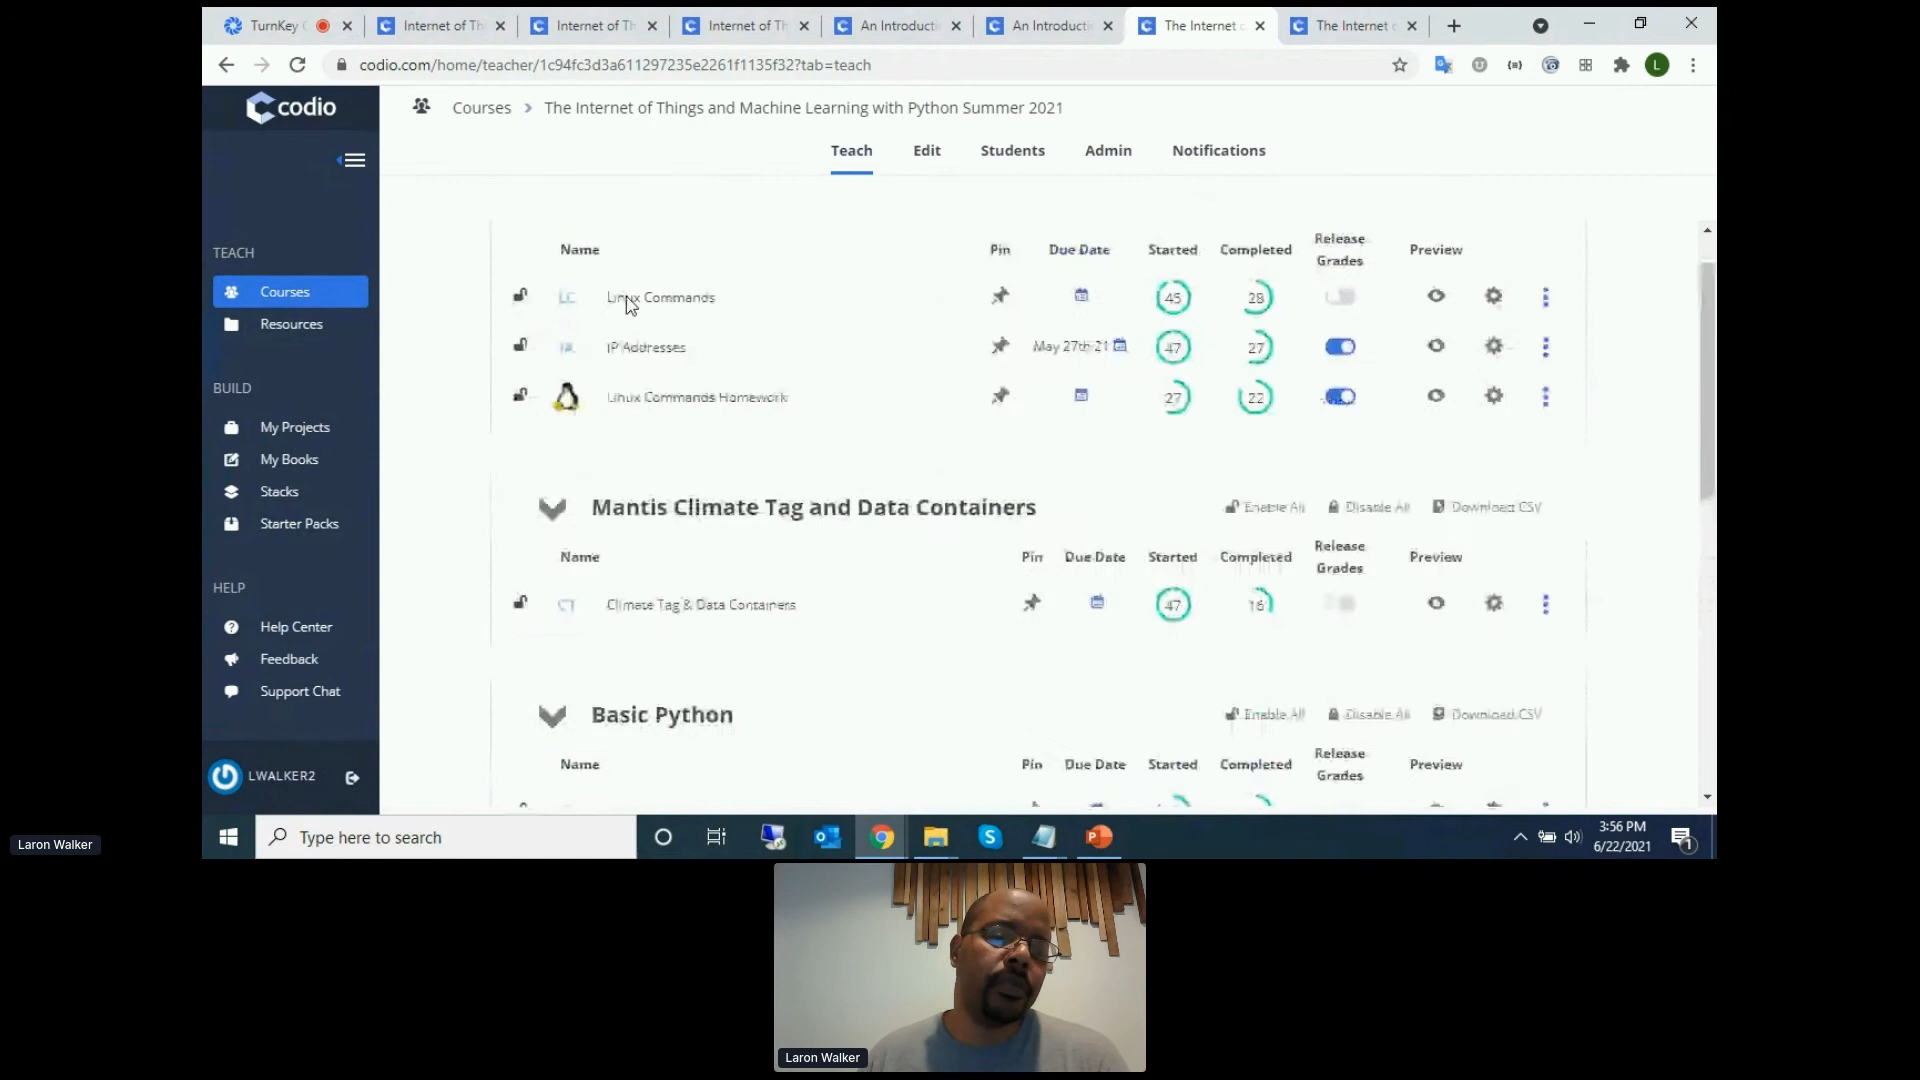 TurnKey
Internet of Th
Internet of Th
Internet of Th
An Introducti
An Introducti
The Internet o
The Internet o
codio.com/home/teacher/1c94fc3d3a611297235e2261f1135f32?tab=teach
L
codio
Courses > The Internet of Things and Machine Learning with Python Summer 2021
Teach Edit Students Admin Notifications
TEACH
Courses
Resources
BUILD
My Projects
My Books
Stacks
Starter Packs
HELP
Help Center
Feedback
Support Chat
LWALKER2
Name Pin Due Date Started Completed Release Grades Preview
LC Linux Commands 45 28
IP Addresses May 27th-21 47 27
Linux Commands Homework 27 22
Mantis Climate Tag and Data Containers Enable All Disable All Download CSV
Name Pin Due Date Started Completed Release Grades Preview
CT Climate Tag & Data Containers 47 16
Basic Python Enable All Disable All Download CSV
Name Pin Due Date Started Completed Release Grades Preview
Type here to search
3:56 PM
6/22/2021
1
Laron Walker
Laron Walker